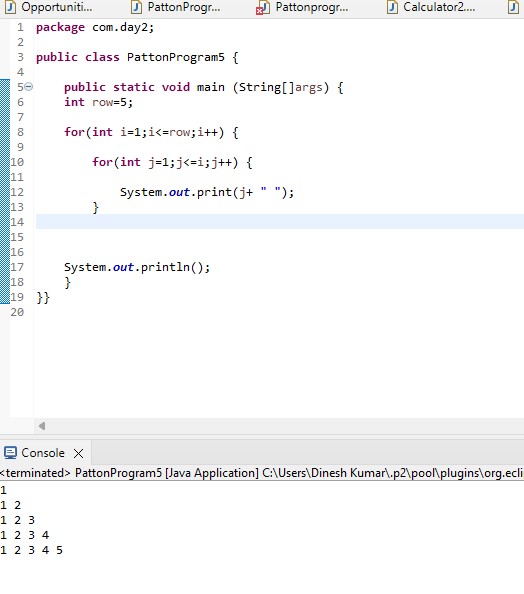 Opportuniti... PattonProgr... Pattonprogr... Calculator2....
1 package com.day2;
2
3 public class PattonProgram5 {
4
5 public static void main (String[]args) {
6 int row=5;
7
8 for(int i=1;i<=row;i++) {
9
10 for(int j=1;j<=i;j++) {
11
12 System.out.print(j+ " ");
13 }
14
15
16
17 System.out.println();
18 }
19 }}
20
Console
<terminated> PattonProgram5 [Java Application] C:\Users\Dinesh Kumar\.p2\pool\plugins\org.ecli
1
1 2
1 2 3
1 2 3 4
1 2 3 4 5